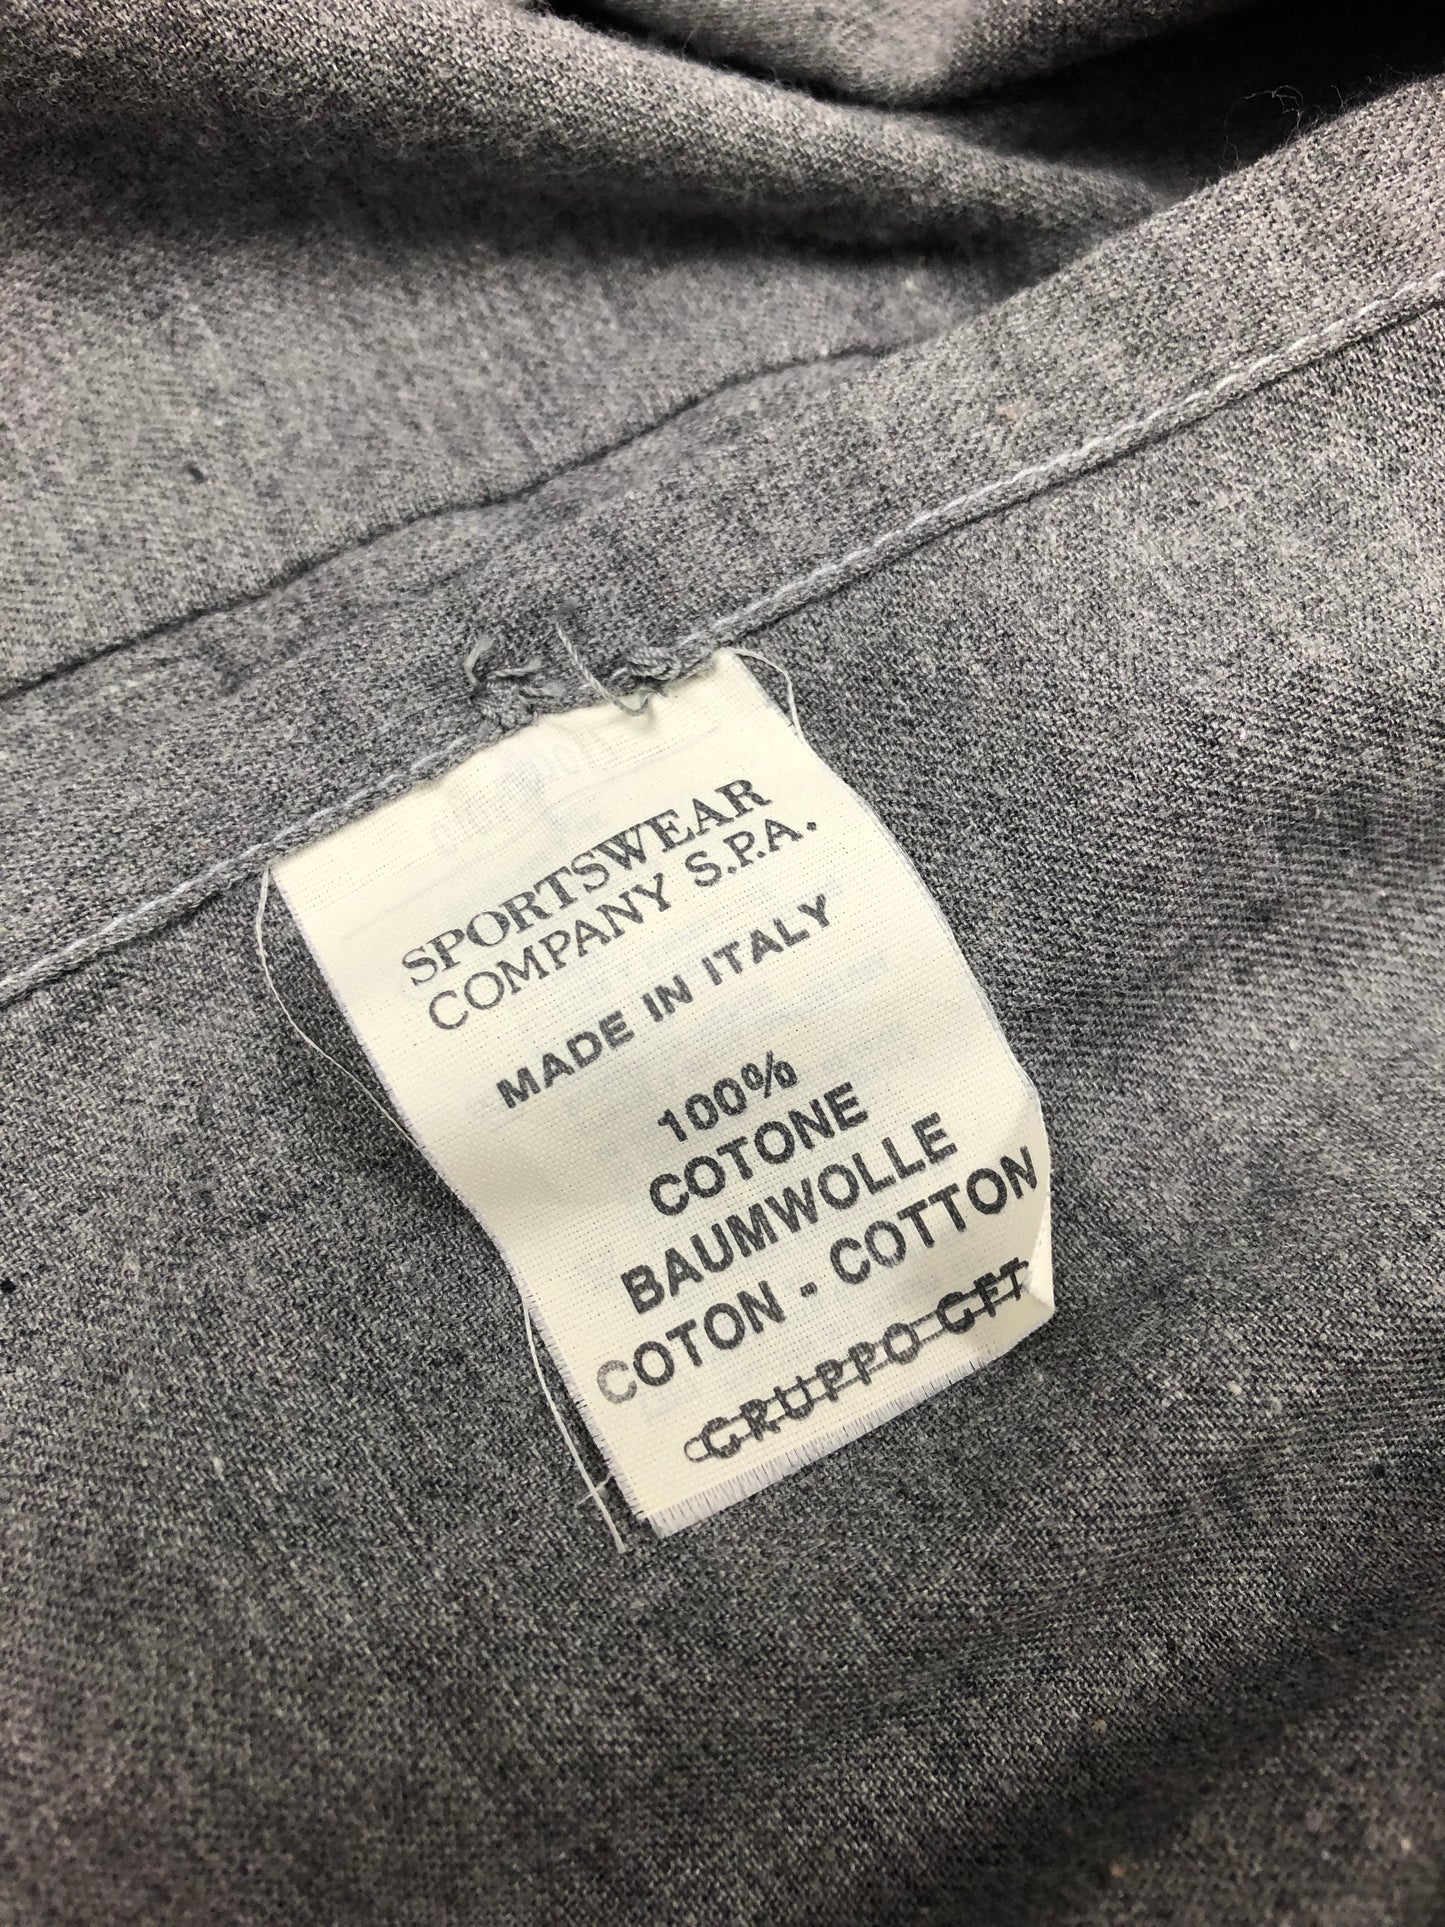 SPORTSWEAR
COMPANY S.P.A.
MADE IN ITALY
100%
COTONE
BAUMWOLLE
COTON - COTTON
GRUPPO GFT